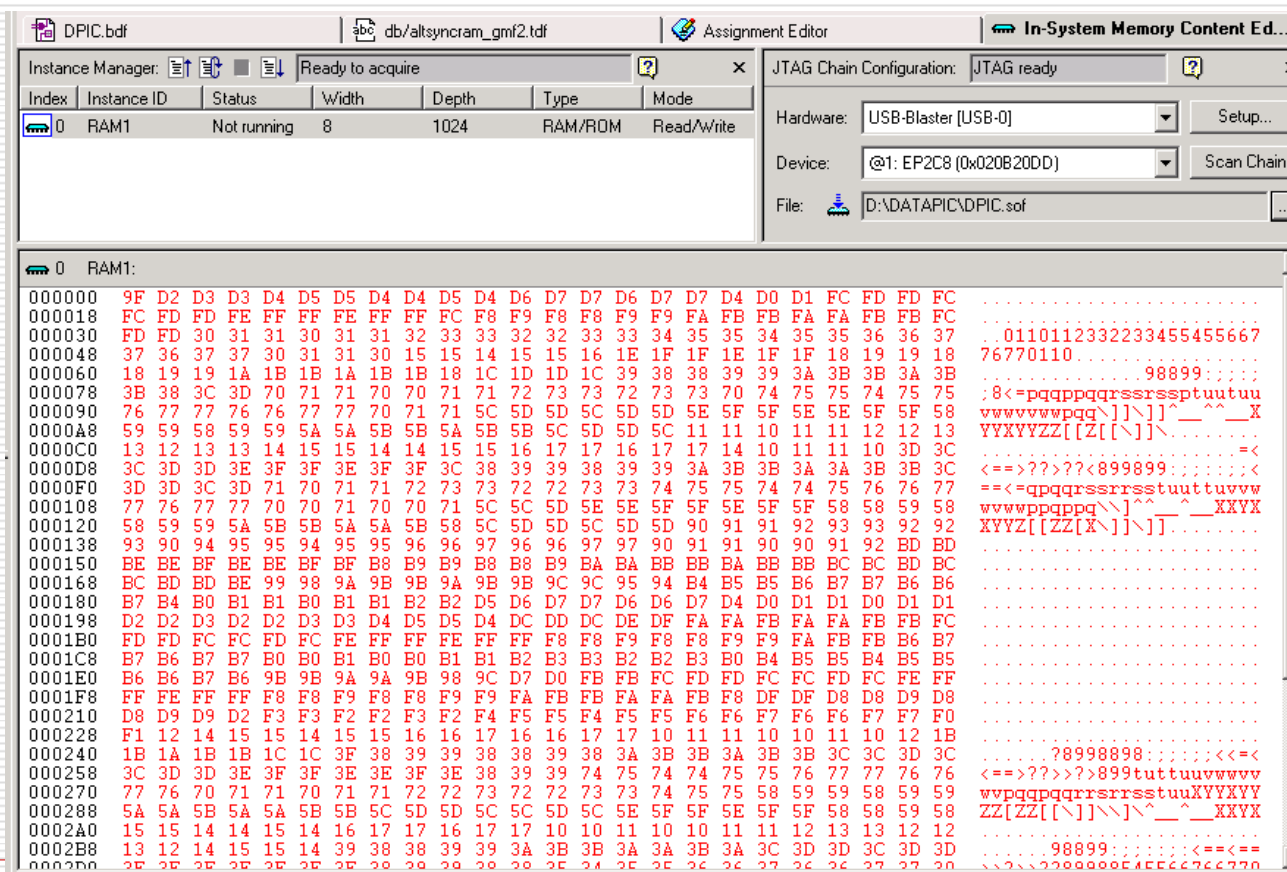 DPIC.bdf abc db/altsyncram_gmf2.tdf Assignment Editor In-System Memory Content Ed...
Instance Manager: Ready to acquire ? × JTAG Chain Configuration: JTAG ready ?
Index Instance ID Status Width Depth Type Mode
0 RAM1 Not running 8 1024 RAM/ROM Read/Write
Hardware: USB-Blaster [USB-0] Setup...
Device: @1: EP2C8 (0x020B20DD) Scan Chain
File: D:\DATAPIC\DPIC.sof ...
0 RAM1:
000000 9F D2 D3 D3 D4 D5 D5 D4 D4 D5 D4 D6 D7 D7 D6 D7 D7 D4 D0 D1 FC FD FD FC ........................
000018 FC FD FD FE FF FF FE FF FF FC F8 F9 F8 F8 F9 F9 FA FB FB FA FA FB FB FC ........................
000030 FD FD 30 31 31 30 31 31 32 33 33 32 32 33 33 34 35 35 34 35 35 36 36 37 ..0110112332233455455667
000048 37 36 37 37 30 31 31 30 15 15 14 15 15 16 1E 1F 1F 1E 1F 1F 18 19 19 18 76770110................
000060 18 19 19 1A 1B 1B 1A 1B 1B 18 1C 1D 1D 1C 39 38 38 39 39 3A 3B 3B 3A 3B ..............98899:;;:;
000078 3B 38 3C 3D 70 71 71 70 70 71 71 72 73 73 72 73 73 70 74 75 75 74 75 75 ;8<=pqqppqqrssrssptuutuu
000090 76 77 77 76 76 77 77 70 71 71 5C 5D 5D 5C 5D 5D 5E 5F 5F 5E 5E 5F 5F 58 vwwvvwwpqq\]]\]]^__^^__X
0000A8 59 59 58 59 59 5A 5A 5B 5B 5A 5B 5B 5C 5D 5D 5C 11 11 10 11 11 12 12 13 YYXYYZZ[[Z[[\]]\........
0000C0 13 12 13 13 14 15 15 14 14 15 15 16 17 17 16 17 17 14 10 11 11 10 3D 3C ......................=<
0000D8 3C 3D 3D 3E 3F 3F 3E 3F 3F 3C 38 39 39 38 39 39 3A 3B 3B 3A 3A 3B 3B 3C <==>??>??<899899:;;::;;<
0000F0 3D 3D 3C 3D 71 70 71 71 72 73 73 72 72 73 73 74 75 75 74 74 75 76 76 77 ==<=qpqqrssrrsstuuttuvvw
000108 77 76 77 77 70 70 71 70 70 71 5C 5C 5D 5E 5E 5F 5F 5E 5F 5F 58 58 59 58 wvwwppqppq\\]^^__^__XXYX
000120 58 59 59 5A 5B 5B 5A 5A 5B 58 5C 5D 5D 5C 5D 5D 90 91 91 92 93 93 92 92 XYYZ[[ZZ[X\]]\]]........
000138 93 90 94 95 95 94 95 95 96 96 97 96 96 97 97 90 91 91 90 90 91 92 BD BD ........................
000150 BE BE BF BE BE BF BF B8 B9 B9 B8 B8 B9 BA BA BB BB BA BB BB BC BC BD BC ........................
000168 BC BD BD BE 99 98 9A 9B 9B 9A 9B 9B 9C 9C 95 94 B4 B5 B5 B6 B7 B7 B6 B6 ........................
000180 B7 B4 B0 B1 B1 B0 B1 B1 B2 B2 D5 D6 D7 D7 D6 D6 D7 D4 D0 D1 D1 D0 D1 D1 ........................
000198 D2 D2 D3 D2 D2 D3 D3 D4 D5 D5 D4 DC DD DC DE DF FA FA FB FA FA FB FB FC ........................
0001B0 FD FD FC FC FD FC FE FF FF FE FF FF F8 F8 F9 F8 F8 F9 F9 FA FB FB B6 B7 ........................
0001C8 B7 B6 B7 B7 B0 B0 B1 B0 B0 B1 B1 B2 B3 B3 B2 B2 B3 B0 B4 B5 B5 B4 B5 B5 ........................
0001E0 B6 B6 B7 B6 9B 9B 9A 9A 9B 98 9C D7 D0 FB FB FC FD FD FC FC FD FC FE FF ........................
0001F8 FF FE FF FF F8 F8 F9 F8 F8 F9 F9 FA FB FB FA FA FB F8 DF DF D8 D8 D9 D8 ........................
000210 D8 D9 D9 D2 F3 F3 F2 F2 F3 F2 F4 F5 F5 F4 F5 F5 F6 F6 F7 F6 F6 F7 F7 F0 ........................
000228 F1 12 14 15 15 14 15 15 16 16 17 16 16 17 17 10 11 11 10 10 11 10 12 1B ........................
000240 1B 1A 1B 1B 1C 1C 3F 38 39 39 38 38 39 38 3A 3B 3B 3A 3B 3B 3C 3C 3D 3C ......?8998898:;;:;;<<=<
000258 3C 3D 3D 3E 3F 3F 3E 3E 3F 3E 38 39 39 74 75 74 74 75 75 76 77 77 76 76 <==>??>>?>899tuttuuvwwvv
000270 77 76 70 71 71 70 71 71 72 72 73 72 72 73 73 74 75 75 58 59 59 58 59 59 wvpqqpqqrrsrrsstuuXYYXYY
000288 5A 5A 5B 5A 5A 5B 5B 5C 5D 5D 5C 5C 5D 5C 5E 5F 5F 5E 5F 5F 58 58 59 58 ZZ[ZZ[[\]]\\]\^__^__XXYX
0002A0 15 15 14 14 15 14 16 17 17 16 17 17 10 10 11 10 10 11 11 12 13 13 12 12 ........................
0002B8 13 12 14 15 15 14 39 38 38 39 39 3A 3B 3B 3A 3A 3B 3A 3C 3D 3D 3C 3D 3D ......98899:;;::;:<==<==